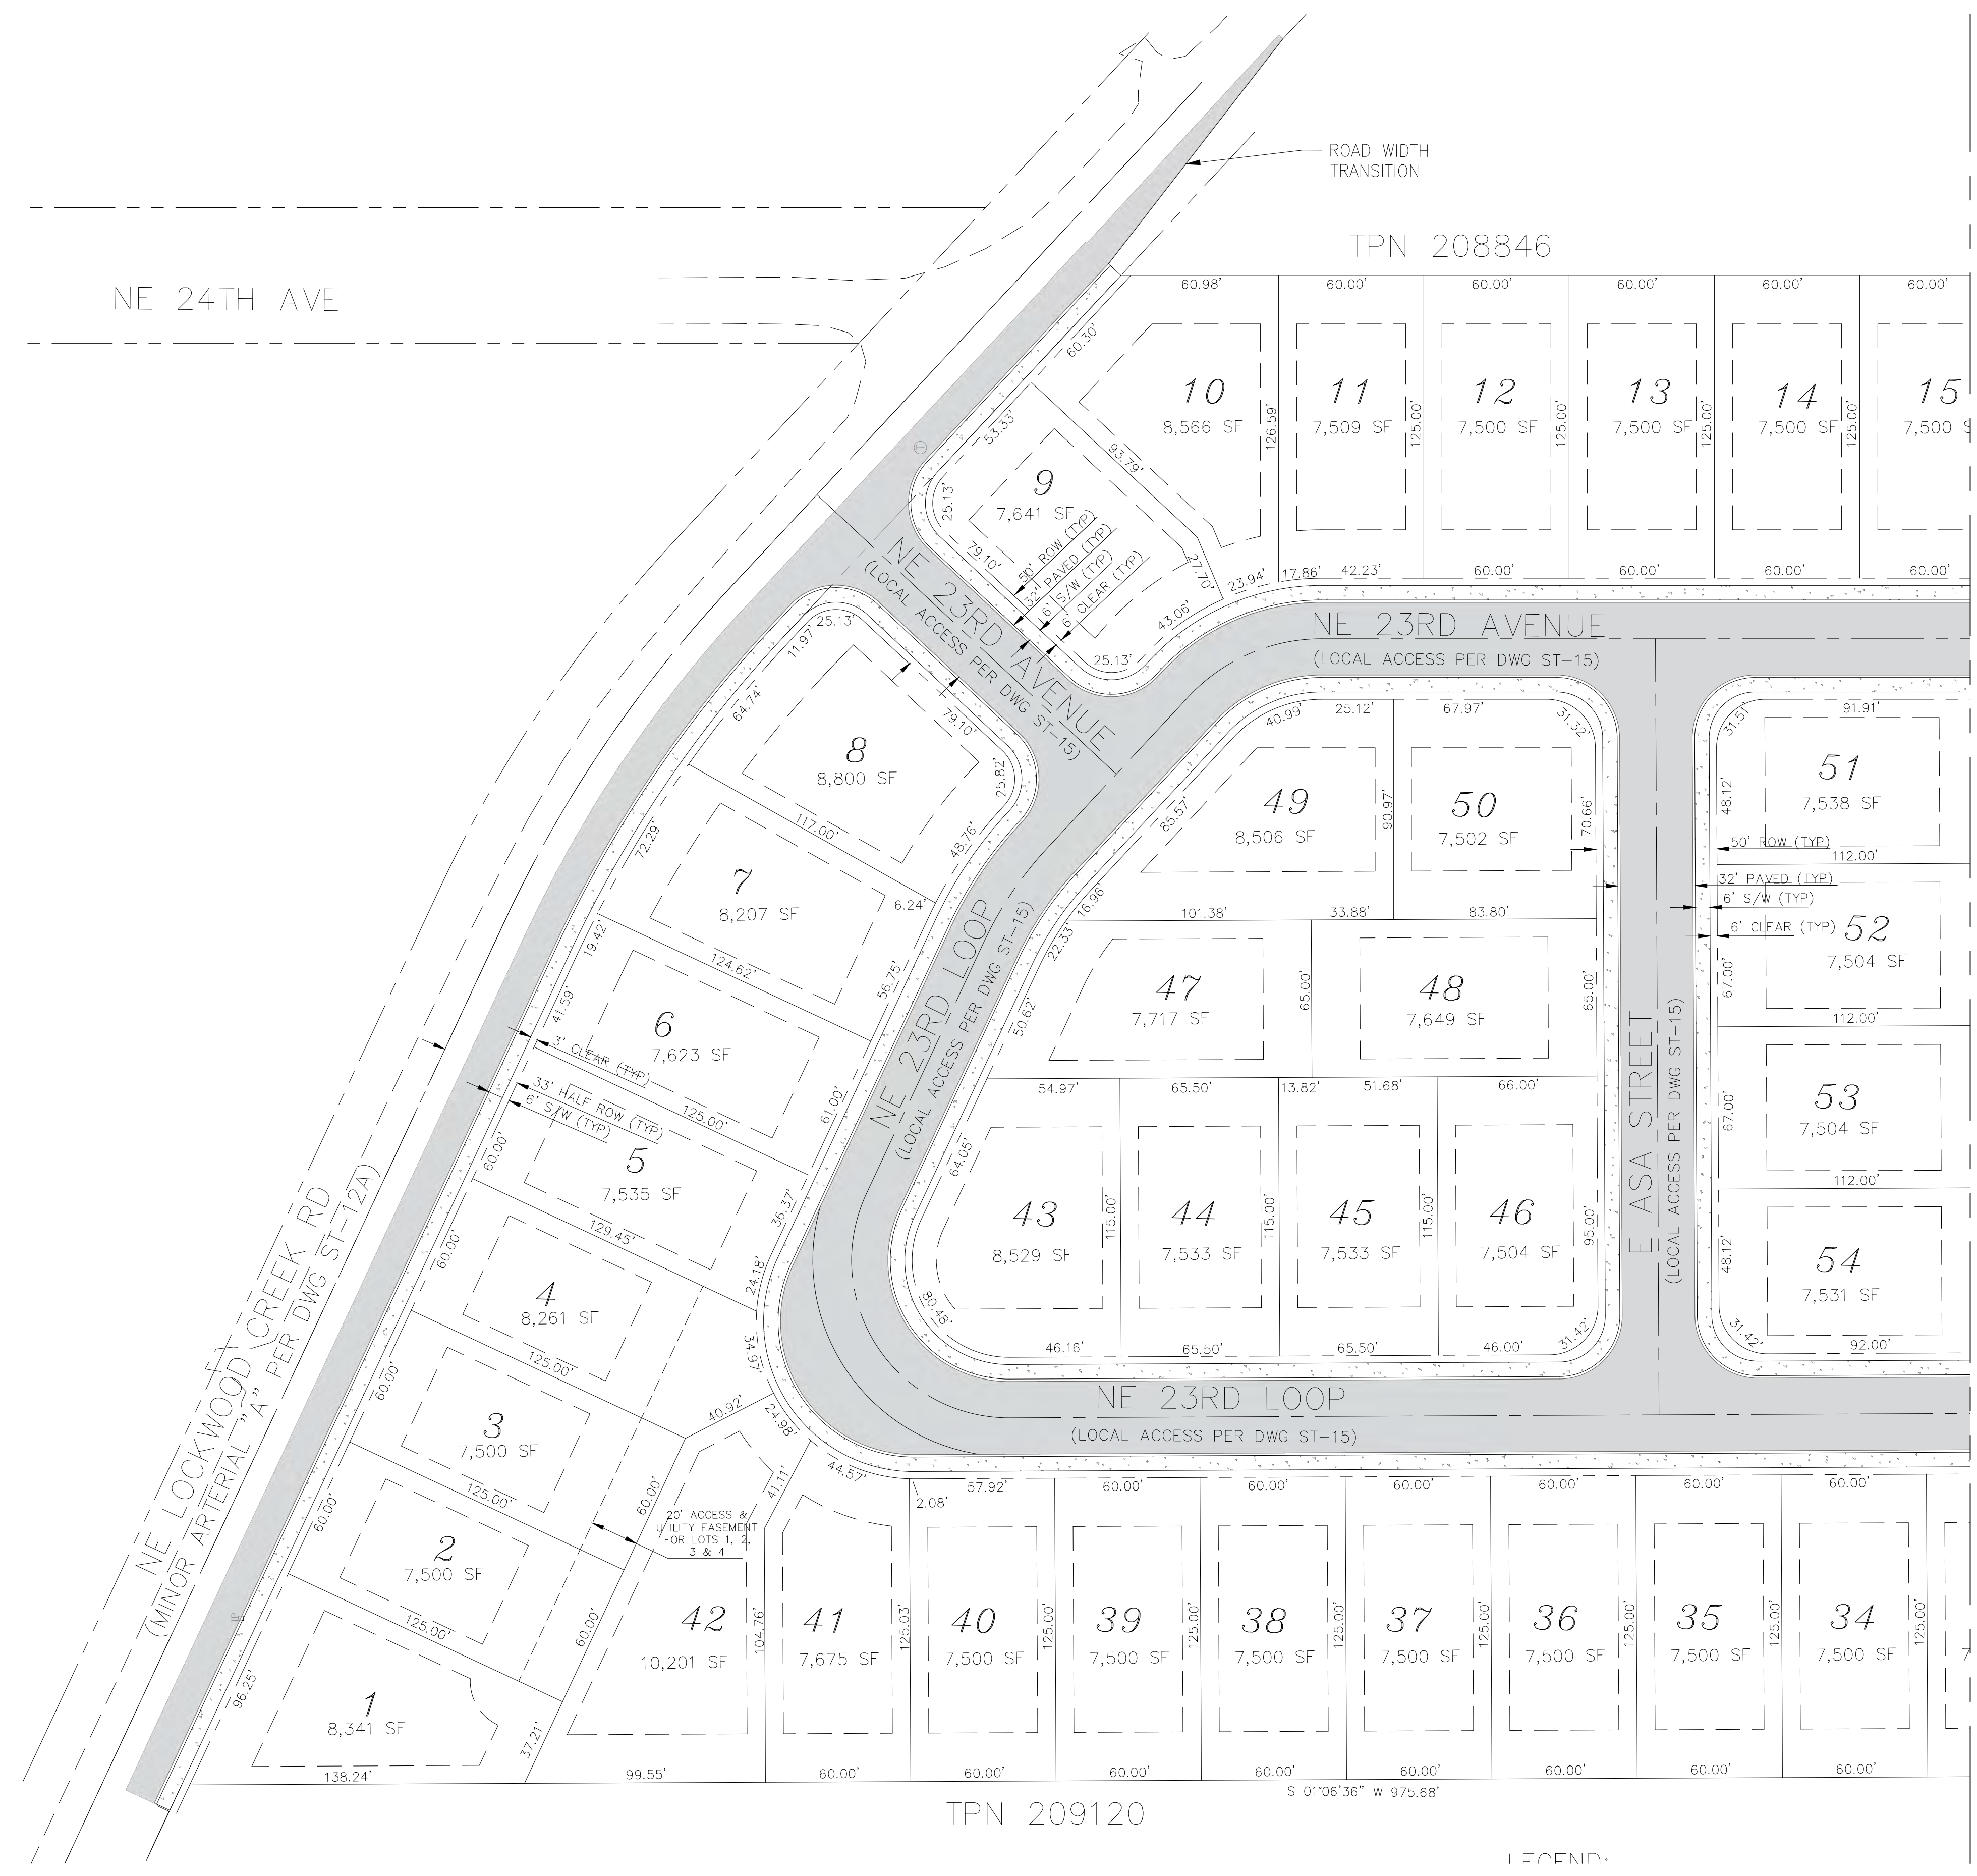 ROAD WIDTH
TRANSITION
TPN 208846
NE 24TH AVE
60.98'
60.00'
60.00'
60.00'
60.00'
60.00'
60.30'
10
8,566 SF
126.59'
11
7,509 SF
125.00'
12
7,500 SF
125.00'
13
7,500 SF
125.00'
14
7,500 SF
125.00'
15
7,500 S
53.33'
93.79'
9
7,641 SF
25.13'
79.10'
50' ROW (TYP)
32' PAVED (TYP)
6' S/W (TYP)
6' CLEAR (TYP)
27.70'
43.06'
25.13'
23.94'
17.86'
42.23'
60.00'
60.00'
60.00'
60.00'
NE 23RD AVENUE
(LOCAL ACCESS PER DWG ST-15)
NE 23RD AVENUE
(LOCAL ACCESS PER DWG ST-15)
25.13'
11.97'
64.74'
79.10'
8
8,800 SF
25.82'
117.00'
48.76'
72.29'
7
8,207 SF
6.24'
19.42'
124.62'
56.75'
41.59'
6
7,623 SF
3' CLEAR (TYP)
33' HALF ROW (TYP)
6' S/W (TYP)
125.00'
61.00'
60.00'
5
7,535 SF
129.45'
36.37'
24.18'
60.00'
4
8,261 SF
125.00'
34.97'
60.00'
3
7,500 SF
125.00'
40.92'
24.98'
60.00'
60.00'
2
7,500 SF
125.00'
60.00'
96.25'
1
8,341 SF
37.21'
138.24'
NE LOCKWOOD CREEK RD
(MINOR ARTERIAL "A" PER DWG ST-12A)
NE 23RD LOOP
(LOCAL ACCESS PER DWG ST-15)
40.99'
25.12'
67.97'
31.32'
85.57'
49
8,506 SF
90.97'
50
7,502 SF
70.66'
16.96'
101.38'
33.88'
83.80'
22.33'
50.62'
47
7,717 SF
65.00'
48
7,649 SF
65.00'
54.97'
65.50'
13.82'
51.68'
66.00'
64.05'
43
8,529 SF
115.00'
44
7,533 SF
115.00'
45
7,533 SF
115.00'
46
7,504 SF
95.00'
80.48'
46.16'
65.50'
65.50'
46.00'
31.42'
E ASA STREET
(LOCAL ACCESS PER DWG ST-15)
31.51'
91.91'
51
7,538 SF
48.12'
50' ROW (TYP)
112.00'
32' PAVED (TYP)
6' S/W (TYP)
6' CLEAR (TYP)
52
7,504 SF
67.00'
112.00'
53
7,504 SF
67.00'
112.00'
54
7,531 SF
48.12'
31.42'
92.00'
NE 23RD LOOP
(LOCAL ACCESS PER DWG ST-15)
44.57'
41.11'
2.08'
57.92'
60.00'
60.00'
60.00'
60.00'
60.00'
60.00'
60.00'
20' ACCESS &
UTILITY EASEMENT
FOR LOTS 1, 2,
3 & 4
42
10,201 SF
104.76'
41
7,675 SF
125.03'
40
7,500 SF
125.00'
39
7,500 SF
125.00'
38
7,500 SF
125.00'
37
7,500 SF
125.00'
36
7,500 SF
125.00'
35
7,500 SF
125.00'
34
7,500 SF
125.00'
7
99.55'
60.00'
60.00'
60.00'
60.00'
60.00'
60.00'
60.00'
60.00'
S 01°06'36" W 975.68'
TPN 209120
LEGEND: